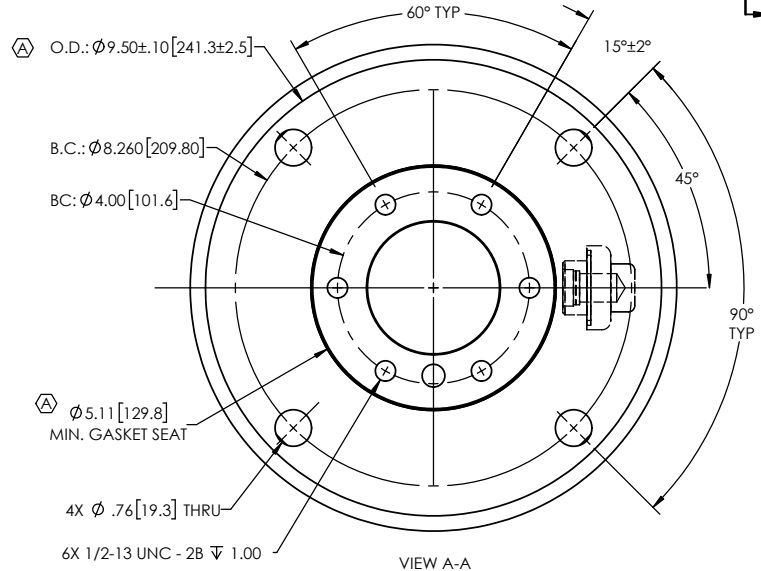 60° TYP
15°±2°
A O.D.: Ø9.50±.10[241.3±2.5]
B.C.: Ø8.260[209.80]
45°
BC: Ø4.00[101.6]
90°
TYP
A Ø5.11[129.8]
MIN. GASKET SEAT
4X Ø .76[19.3] THRU
6X 1/2-13 UNC - 2B ↧ 1.00
VIEW A-A